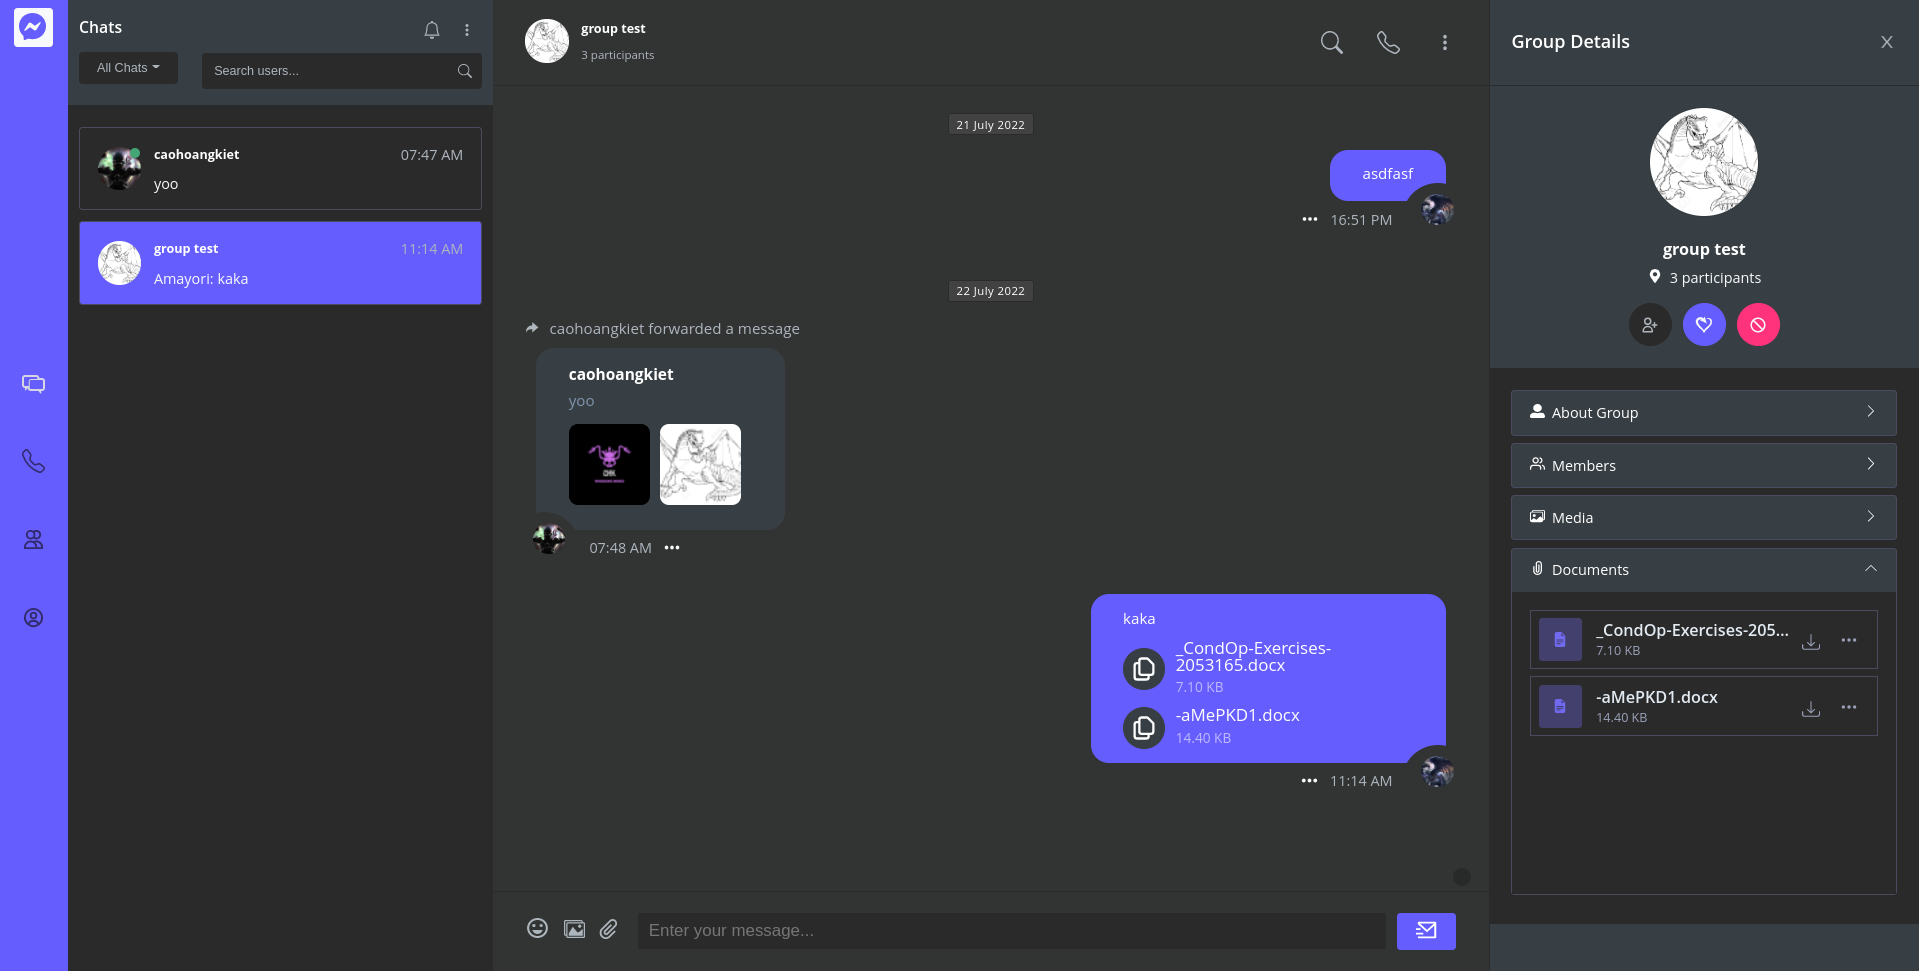 Chats
All Chats
Search users...
caohoangkiet
07:47 AM
yoo
group test
11:14 AM
Amayori: kaka
group test
3 participants
21 July 2022
asdfasf
16:51 PM
22 July 2022
caohoangkiet forwarded a message
caohoangkiet
yoo
CHK
07:48 AM
kaka
_CondOp-Exercises-
2053165.docx
7.10 KB
-aMePKD1.docx
14.40 KB
11:14 AM
Enter your message...
Group Details
group test
3 participants
About Group
Members
Media
Documents
_CondOp-Exercises-205...
7.10 KB
-aMePKD1.docx
14.40 KB